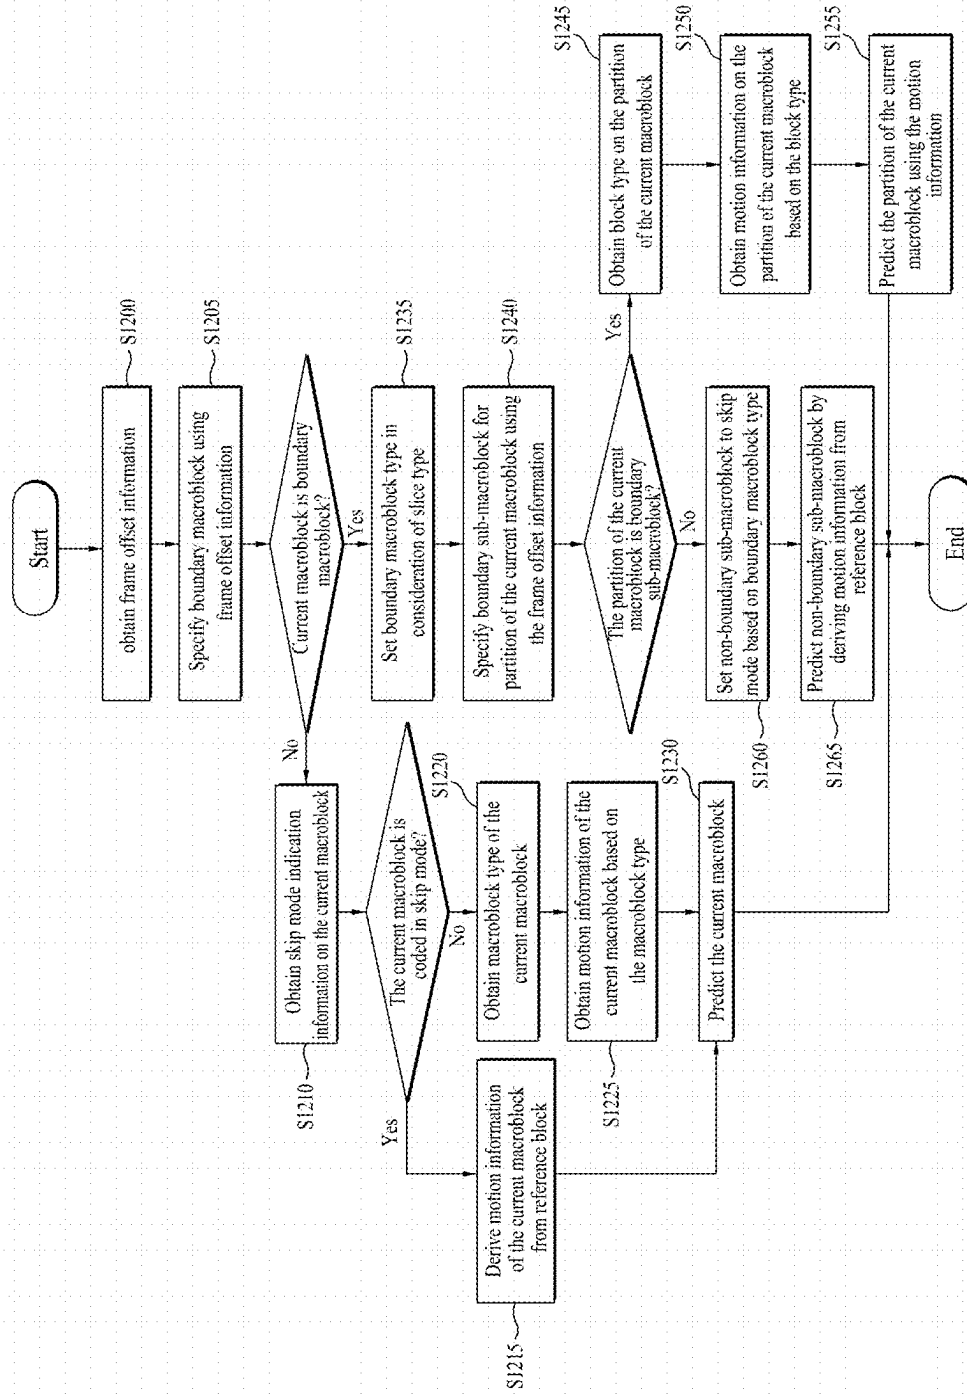 Start
obtain frame offset information
S1200
Specify boundary macroblock using
frame offset information
S1205
Current macroblock is boundary
macroblock?
No
Yes
Obtain skip mode indication
information on the current macroblock
S1210
The current macroblock is
coded in skip mode?
Yes
No
Derive motion information
of the current macroblock
from reference block
S1215
Obtain macroblock type of the
current macroblock
S1220
Obtain motion information of the
current macroblock based on
the macroblock type
S1225
Predict the current macroblock
S1230
Set boundary macroblock type in
consideration of slice type
S1235
Specify boundary sub-macroblock for
partition of the current macroblock using
the frame offset information
S1240
The partition of the current
macroblock is boundary
sub-macroblock?
Yes
No
Obtain block type on the partition
of the current macroblock
S1245
Obtain motion information on the
partition of the current macroblock
based on the block type
S1250
Predict the partition of the current
macroblock using the motion
information
S1255
Set non-boundary sub-macroblock to skip
mode based on boundary macroblock type
S1260
Predict non-boundary sub-macroblock by
deriving motion information from
reference block
S1265
End